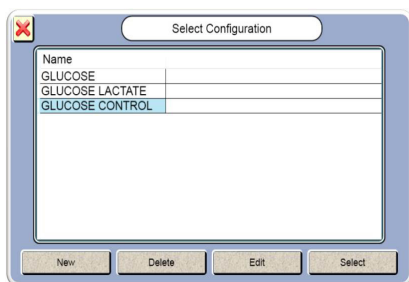 Select Configuration
Name
GLUCOSE
GLUCOSE LACTATE
GLUCOSE CONTROL
New Delete Edit Select